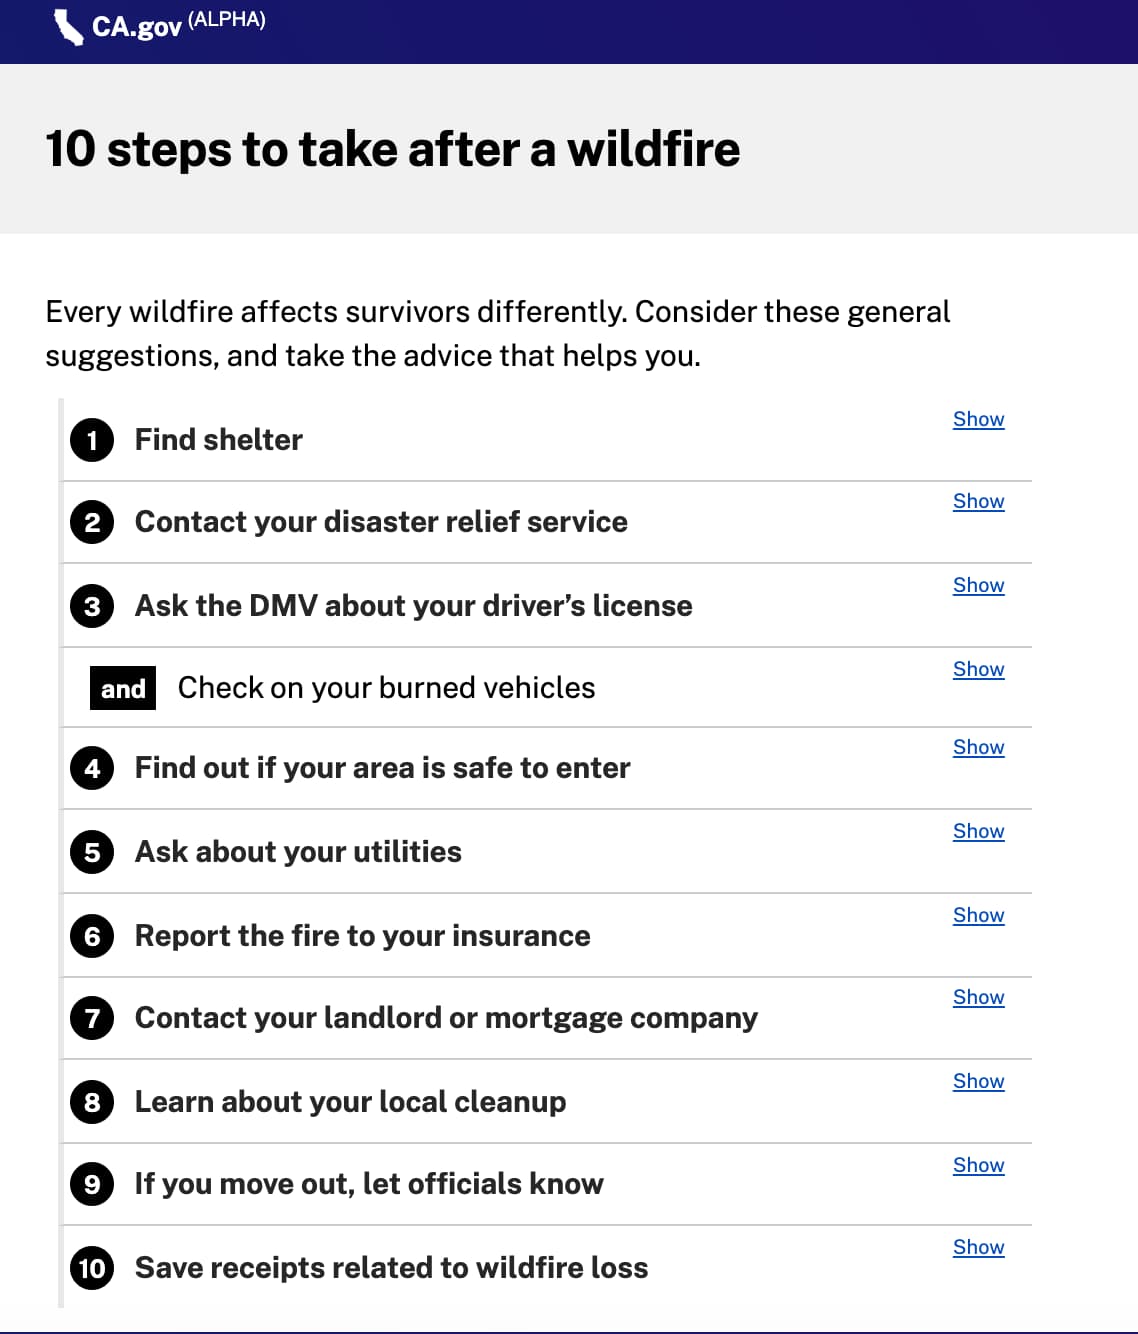 CA.gov (ALPHA)
10 steps to take after a wildfire
Every wildfire affects survivors differently. Consider these general
suggestions, and take the advice that helps you.
1 Find shelter Show
2 Contact your disaster relief service Show
3 Ask the DMV about your driver’s license Show
and Check on your burned vehicles Show
4 Find out if your area is safe to enter Show
5 Ask about your utilities Show
6 Report the fire to your insurance Show
7 Contact your landlord or mortgage company Show
8 Learn about your local cleanup Show
9 If you move out, let officials know Show
10 Save receipts related to wildfire loss Show